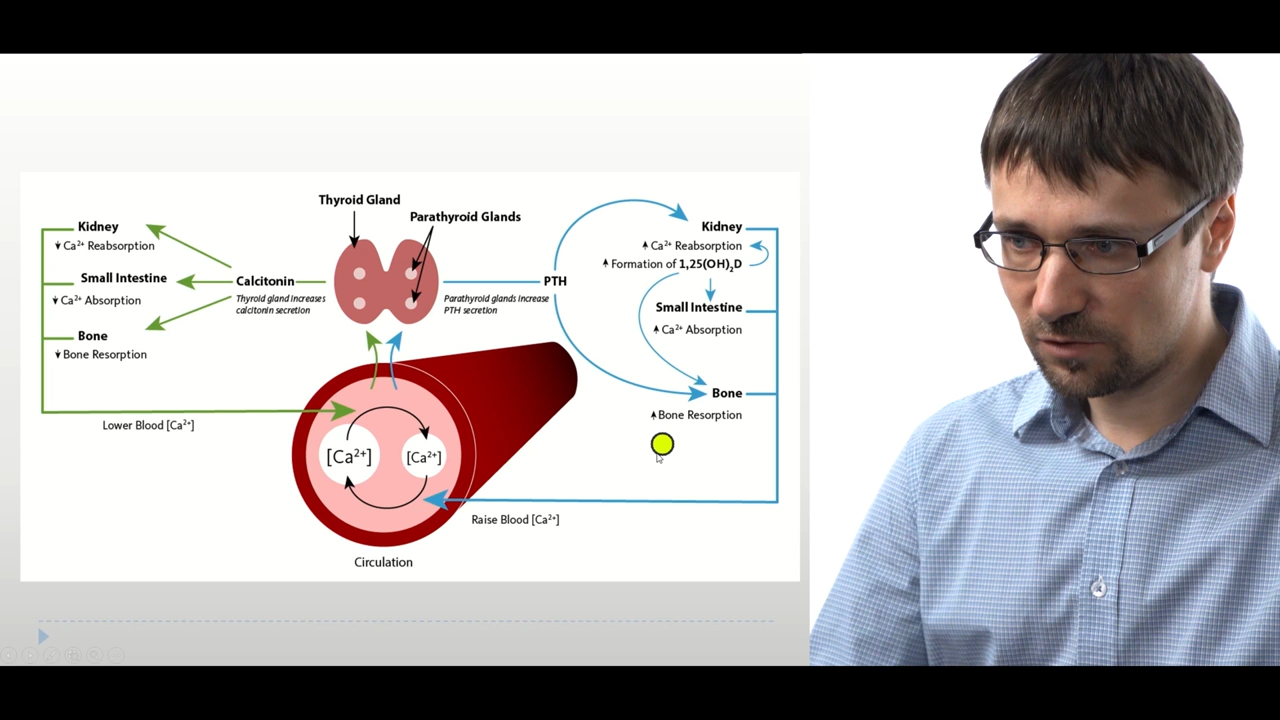 Thyroid Gland
Parathyroid Glands
Kidney
↓ Ca²⁺ Reabsorption
Small Intestine
↓ Ca²⁺ Absorption
Bone
↓ Bone Resorption
Calcitonin
Thyroid gland increases
calcitonin secretion
Parathyroid glands increase
PTH secretion
PTH
Kidney
↑ Ca²⁺ Reabsorption
↑ Formation of 1,25(OH)₂D
Small Intestine
↑ Ca²⁺ Absorption
Bone
↑ Bone Resorption
Lower Blood [Ca²⁺]
[Ca²⁺]
[Ca²⁺]
Raise Blood [Ca²⁺]
Circulation